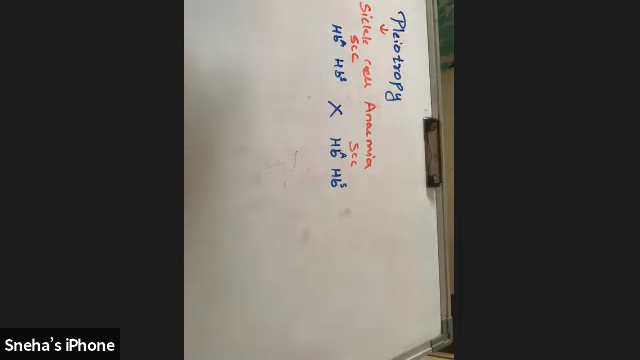 Pleiotropy
↓
Sickle cell Anaemia
scc scc
Hbᴬ Hbˢ X Hbᴬ Hbˢ
Sneha's iPhone